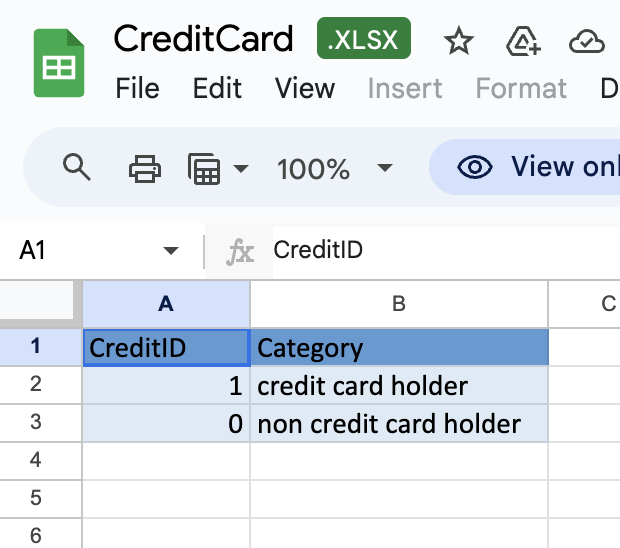 CreditCard .XLSX
File Edit View Insert Format D
100% View onl
A1 fx CreditID
A B C
1 CreditID Category
2 1 credit card holder
3 0 non credit card holder
4
5
6